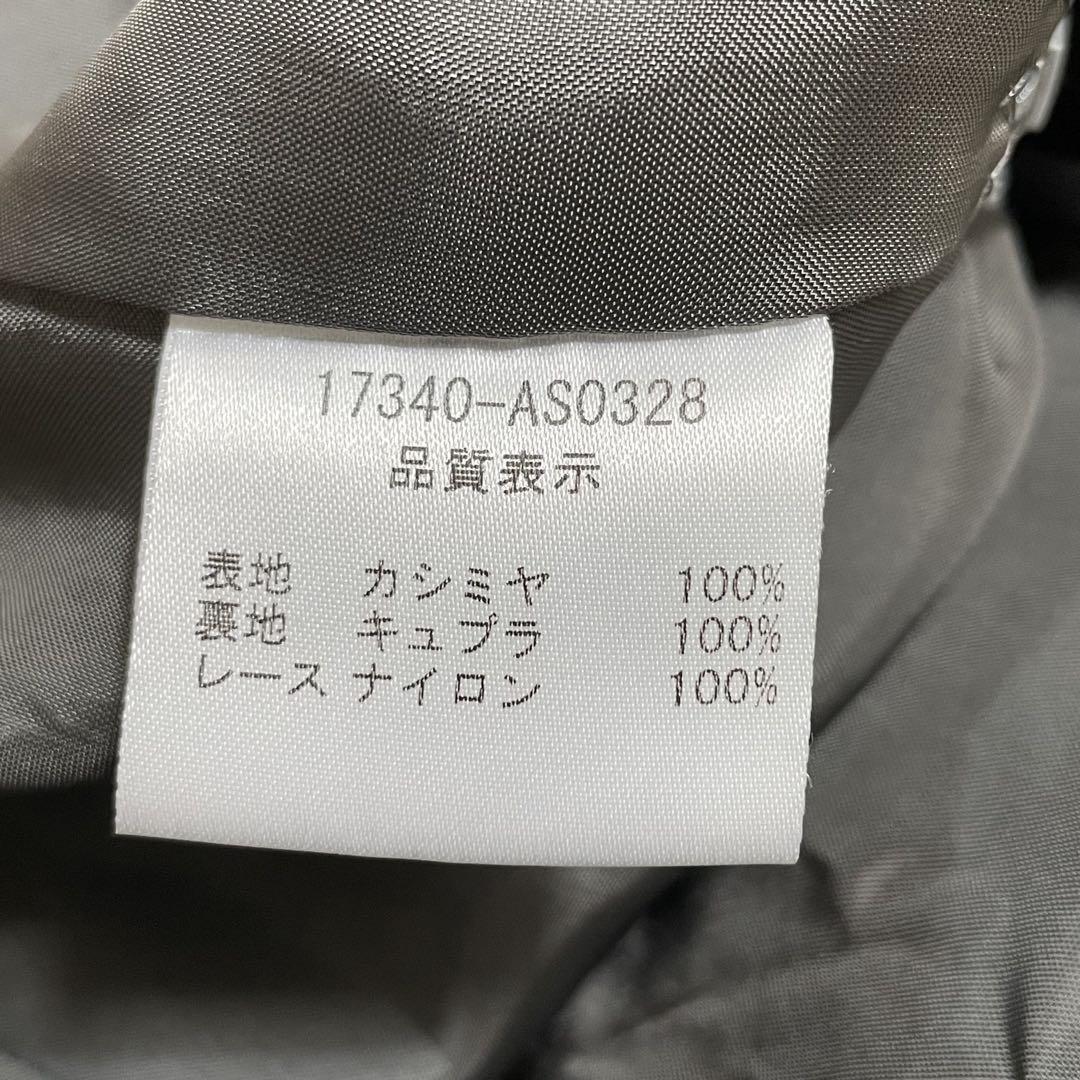 17340-AS0328
品質表示
表地 カシミヤ 100%
裏地 キュプラ 100%
レース ナイロン 100%